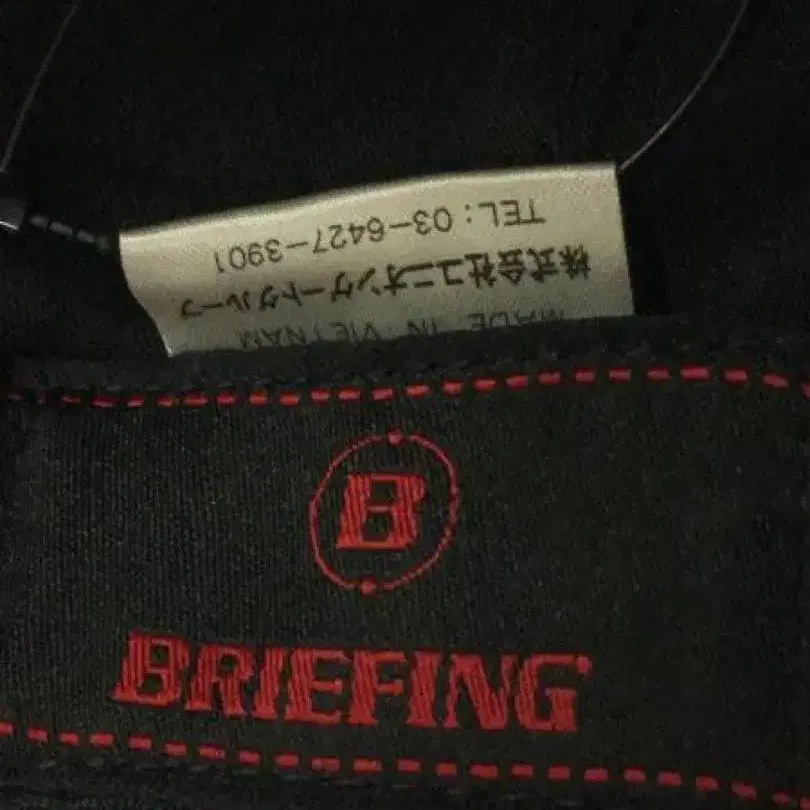 MADE IN VIETNAM
株式会社ユニオンゲートグループ
TEL:03-6427-3901
B
BRIEFING